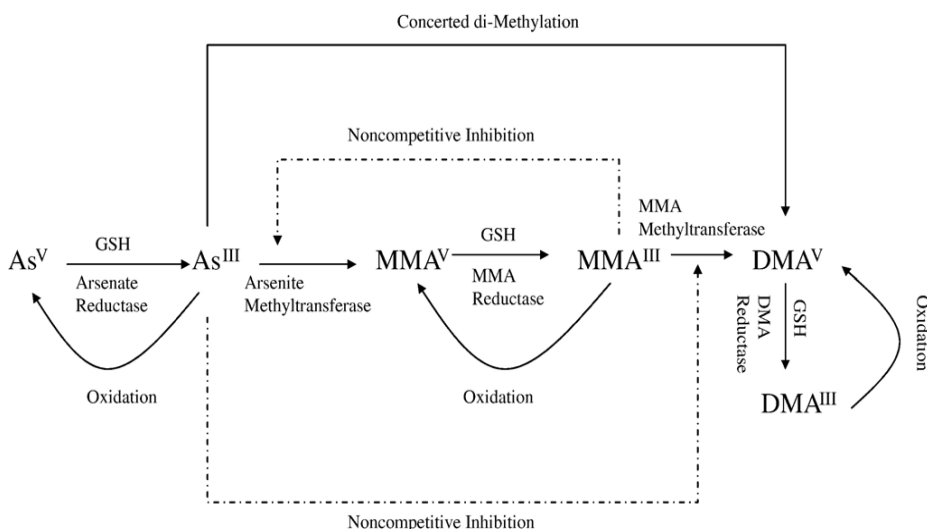 Concerted di-Methylation
Noncompetitive Inhibition
MMA
Methyltransferase
As^V
GSH
Arsenate
Reductase
As^III
Arsenite
Methyltransferase
MMA^V
GSH
MMA
Reductase
MMA^III
DMA^V
GSH
DMA
Reductase
Oxidation
DMA^III
Oxidation
Oxidation
Noncompetitive Inhibition